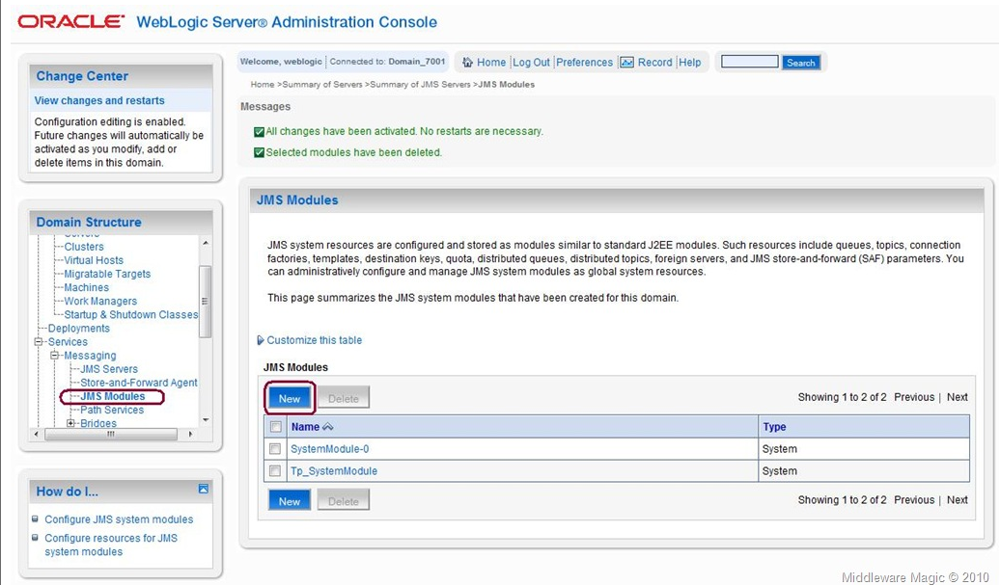 ORACLE WebLogic Server® Administration Console
Change Center
View changes and restarts
Configuration editing is enabled.
Future changes will automatically be
activated as you modify, add or
delete items in this domain.
Domain Structure
Servers
Clusters
Virtual Hosts
Migratable Targets
Machines
Work Managers
Startup & Shutdown Classes
Deployments
Services
Messaging
JMS Servers
Store-and-Forward Agent
JMS Modules
Path Services
Bridges
How do I...
Configure JMS system modules
Configure resources for JMS
system modules
Welcome, weblogic Connected to: Domain_7001 Home Log Out Preferences Record Help Search
Home >Summary of Servers >Summary of JMS Servers >JMS Modules
Messages
All changes have been activated. No restarts are necessary.
Selected modules have been deleted.
JMS Modules
JMS system resources are configured and stored as modules similar to standard J2EE modules. Such resources include queues, topics, connection
factories, templates, destination keys, quota, distributed queues, distributed topics, foreign servers, and JMS store-and-forward (SAF) parameters. You
can administratively configure and manage JMS system modules as global system resources.
This page summarizes the JMS system modules that have been created for this domain.
Customize this table
JMS Modules
New Delete Showing 1 to 2 of 2 Previous | Next
Name Type
SystemModule-0 System
Tp_SystemModule System
New Delete Showing 1 to 2 of 2 Previous | Next
Middleware Magic © 2010